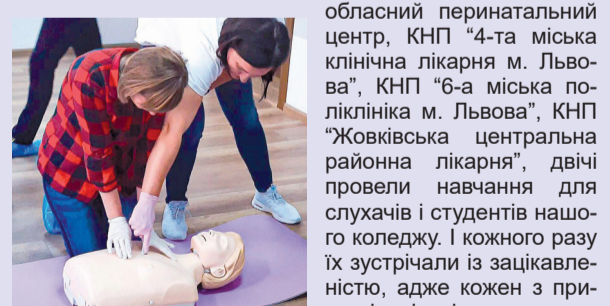 обласний перинатальний
центр, КНП “4-та міська
клінічна лікарня м. Льво-
ва”, КНП “6-а міська по-
ліклініка м. Львова”, КНП
“Жовківська центральна
районна лікарня”, двічі
провели навчання для
слухачів і студентів нашо-
го коледжу. І кожного разу
їх зустрічали із зацікавле-
ністю, адже кожен з при-